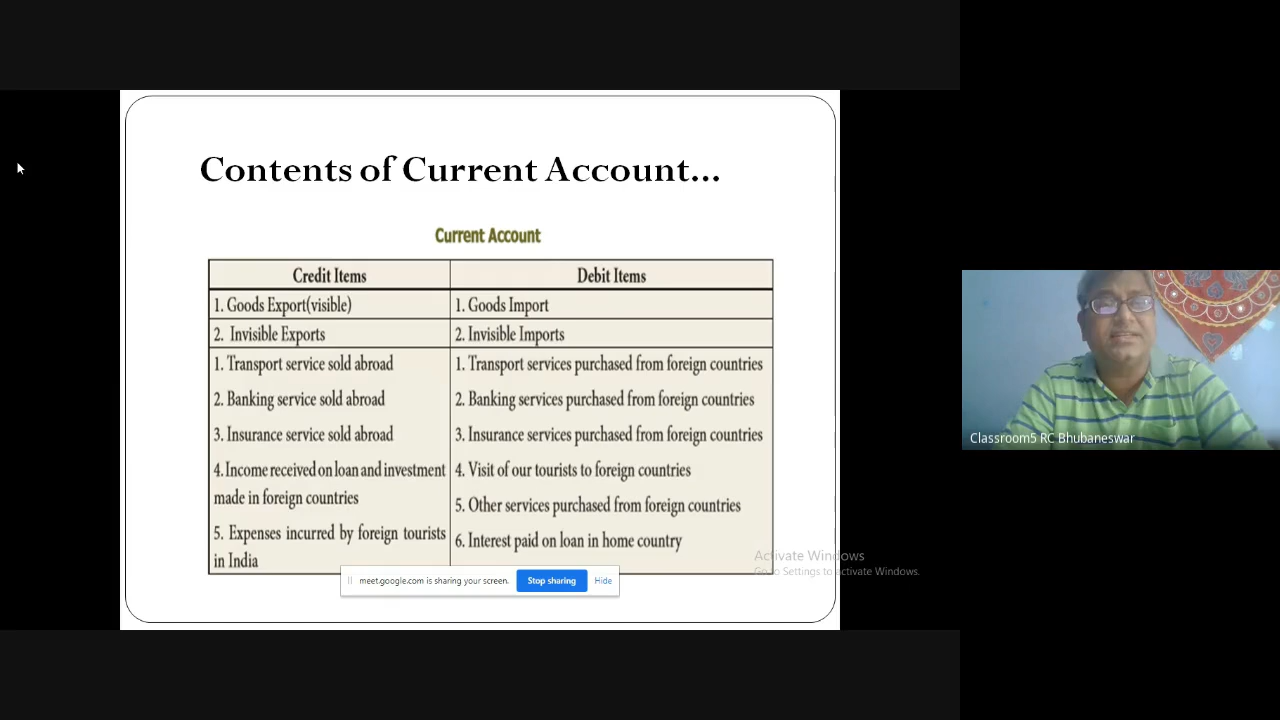 Contents of Current Account...
Current Account
Credit Items
Debit Items
1. Goods Export(visible)
1. Goods Import
2. Invisible Exports
2. Invisible Imports
1. Transport service sold abroad
1. Transport services purchased from foreign countries
2. Banking service sold abroad
2. Banking services purchased from foreign countries
3. Insurance service sold abroad
3. Insurance services purchased from foreign countries
4. Income received on loan and investment
made in foreign countries
4. Visit of our tourists to foreign countries
5. Other services purchased from foreign countries
5. Expenses incurred by foreign tourists
in India
6. Interest paid on loan in home country
meet.google.com is sharing your screen.
Stop sharing
Hide
Activate Windows
Go to Settings to activate Windows.
Classroom5 RC Bhubaneswar